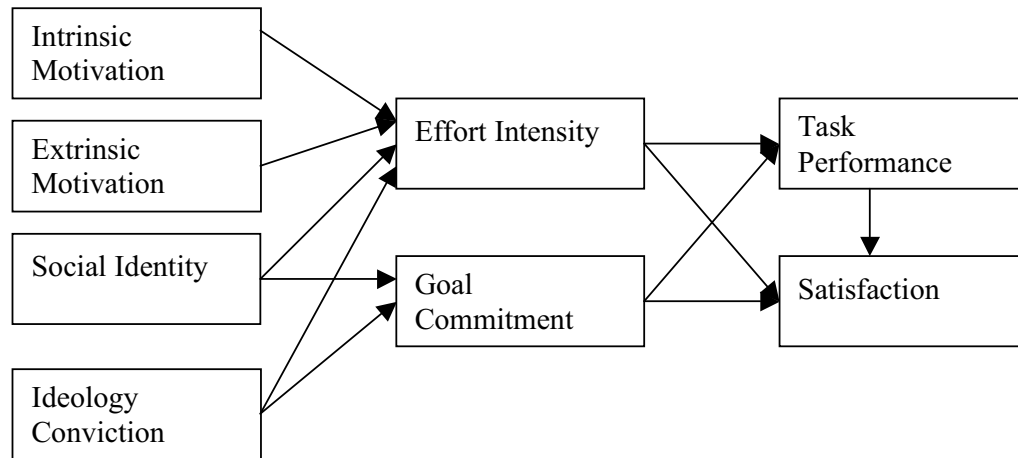 Intrinsic
Motivation
Extrinsic
Motivation
Social Identity
Ideology
Conviction
Effort Intensity
Goal
Commitment
Task
Performance
Satisfaction